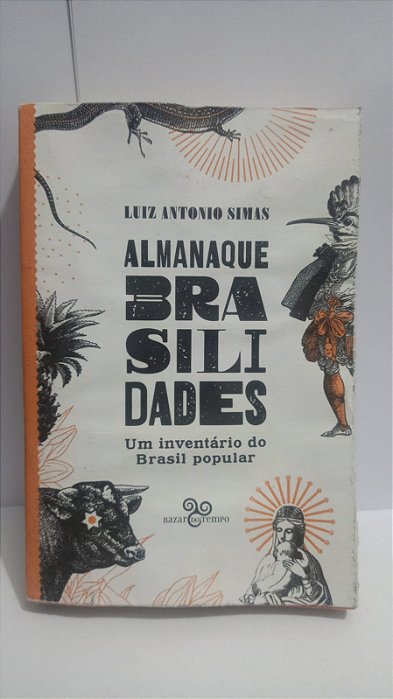 LUIZ ANTONIO SIMAS
ALMANAQUE
BRA
SILI
DADES
Um inventário do
Brasil popular
BAZAR DO TEMPO